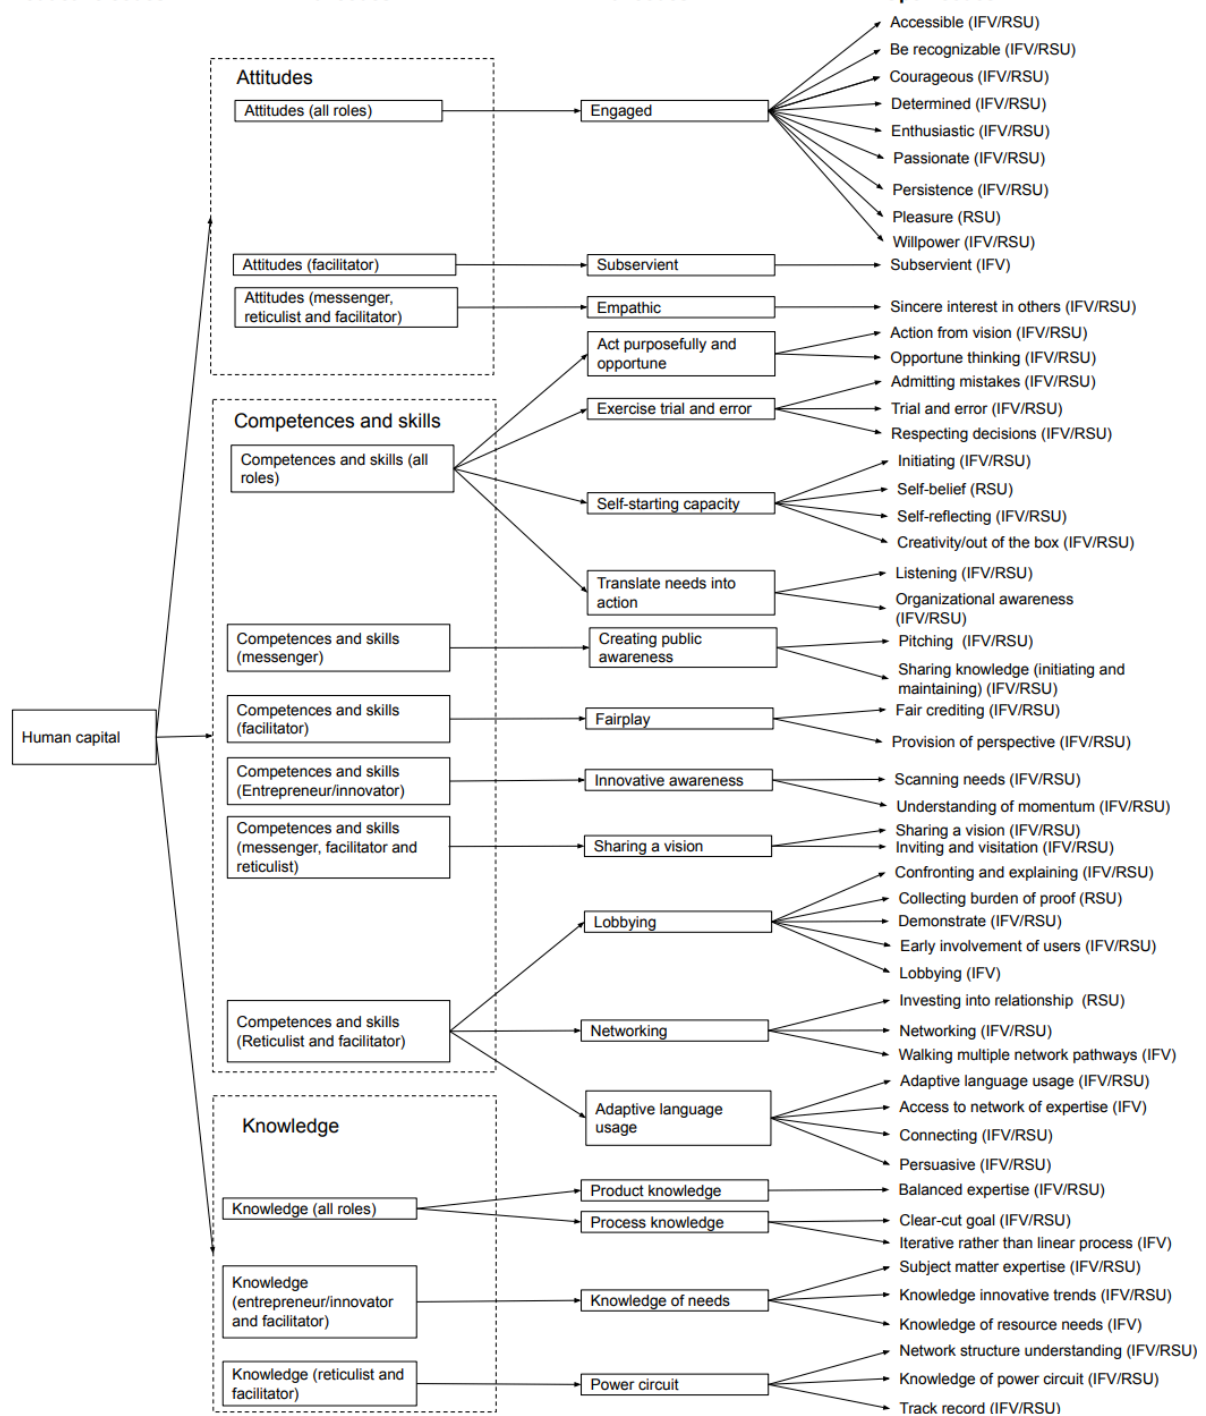 Accessible (IFV/RSU)
Be recognizable (IFV/RSU)
Attitudes
Courageous (IFV/RSU)
Attitudes (all roles)
Engaged
Determined (IFV/RSU)
Enthusiastic (IFV/RSU)
Passionate (IFV/RSU)
Persistence (IFV/RSU)
Pleasure (RSU)
Willpower (IFV/RSU)
Attitudes (facilitator)
Subservient
Subservient (IFV)
Attitudes (messenger,
reticulist and facilitator)
Empathic
Sincere interest in others (IFV/RSU)
Act purposefully and
opportune
Action from vision (IFV/RSU)
Opportune thinking (IFV/RSU)
Admitting mistakes (IFV/RSU)
Exercise trial and error
Trial and error (IFV/RSU)
Respecting decisions (IFV/RSU)
Competences and skills
Competences and skills (all
roles)
Initiating (IFV/RSU)
Self-belief (RSU)
Self-starting capacity
Self-reflecting (IFV/RSU)
Creativity/out of the box (IFV/RSU)
Translate needs into
action
Listening (IFV/RSU)
Organizational awareness
(IFV/RSU)
Competences and skills
(messenger)
Creating public
awareness
Pitching (IFV/RSU)
Sharing knowledge (initiating and
maintaining) (IFV/RSU)
Competences and skills
(facilitator)
Fairplay
Fair crediting (IFV/RSU)
Provision of perspective (IFV/RSU)
Human capital
Competences and skills
(Entrepreneur/innovator)
Innovative awareness
Scanning needs (IFV/RSU)
Understanding of momentum (IFV/RSU)
Competences and skills
(messenger, facilitator and
reticulist)
Sharing a vision
Sharing a vision (IFV/RSU)
Inviting and visitation (IFV/RSU)
Confronting and explaining (IFV/RSU)
Collecting burden of proof (RSU)
Lobbying
Demonstrate (IFV/RSU)
Early involvement of users (IFV/RSU)
Lobbying (IFV)
Competences and skills
(Reticulist and facilitator)
Investing into relationship (RSU)
Networking
Networking (IFV/RSU)
Walking multiple network pathways (IFV)
Adaptive language
usage
Adaptive language usage (IFV/RSU)
Access to network of expertise (IFV)
Connecting (IFV/RSU)
Persuasive (IFV/RSU)
Knowledge
Knowledge (all roles)
Product knowledge
Balanced expertise (IFV/RSU)
Process knowledge
Clear-cut goal (IFV/RSU)
Iterative rather than linear process (IFV)
Knowledge
(entrepreneur/innovator
and facilitator)
Knowledge of needs
Subject matter expertise (IFV/RSU)
Knowledge innovative trends (IFV/RSU)
Knowledge of resource needs (IFV)
Knowledge (reticulist and
facilitator)
Power circuit
Network structure understanding (IFV/RSU)
Knowledge of power circuit (IFV/RSU)
Track record (IFV/RSU)